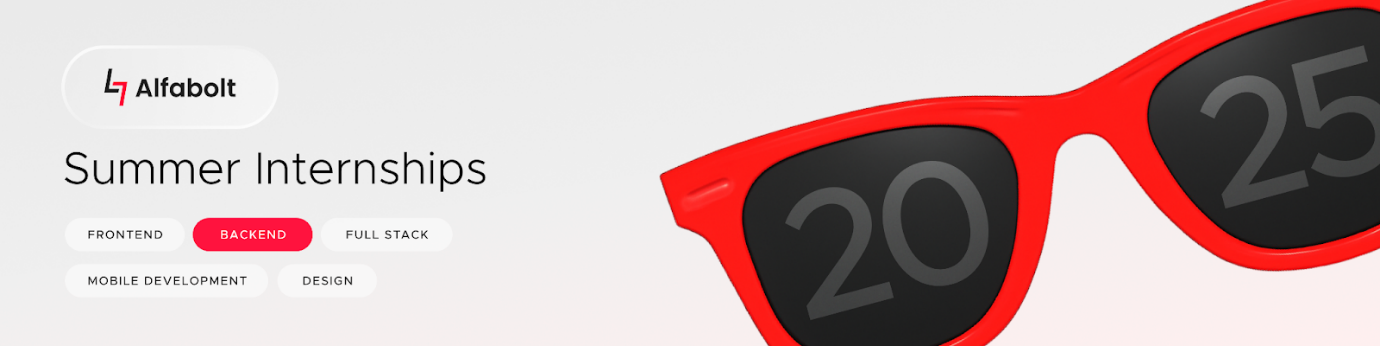 Alfabolt
Summer Internships
FRONTEND BACKEND FULL STACK
MOBILE DEVELOPMENT DESIGN
20 25